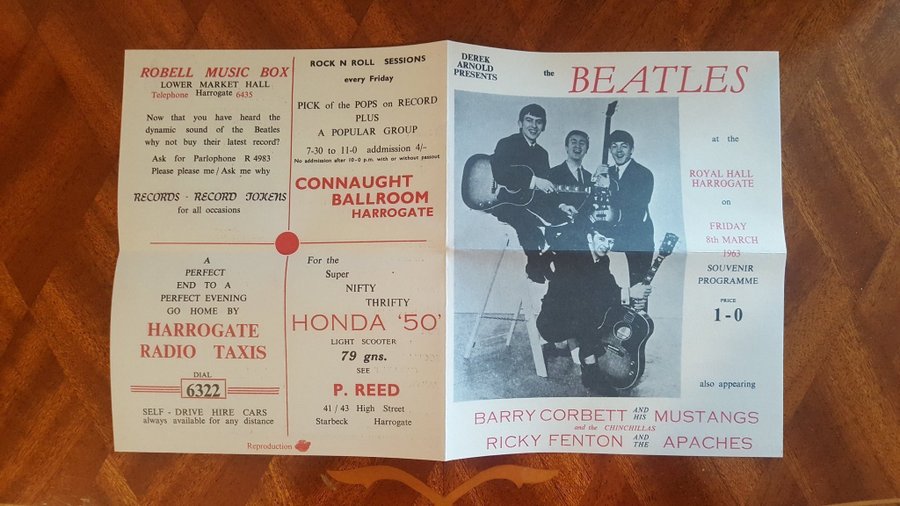 ROBELL MUSIC BOX
LOWER MARKET HALL
Telephone Harrogate 6435
Now that you have heard the
dynamic sound of the Beatles
why not buy their latest record?
Ask for Parlophone R 4983
Please please me / Ask me why
RECORDS - RECORD TOKENS
for all occasions
ROCK N ROLL SESSIONS
every Friday
PICK of the POPS on RECORD
PLUS
A POPULAR GROUP
7-30 to 11-0 addmission 4/-
No addmission after 10-0 p.m. with or without passout
CONNAUGHT
BALLROOM
HARROGATE
A
PERFECT
END TO A
PERFECT EVENING
GO HOME BY
HARROGATE
RADIO TAXIS
DIAL
6322
SELF - DRIVE HIRE CARS
always available for any distance
For the
Super
NIFTY
THRIFTY
HONDA '50'
LIGHT SCOOTER
79 gns.
SEE
P. REED
41 / 43 High Street
Starbeck Harrogate
Reproduction
DEREK
ARNOLD
PRESENTS
the BEATLES
at the
ROYAL HALL
HARROGATE
on
FRIDAY
8th MARCH
1963
SOUVENIR
PROGRAMME
PRICE
1-0
also appearing
BARRY CORBETT AND HIS MUSTANGS
and the CHINCHILLAS
RICKY FENTON AND THE APACHES